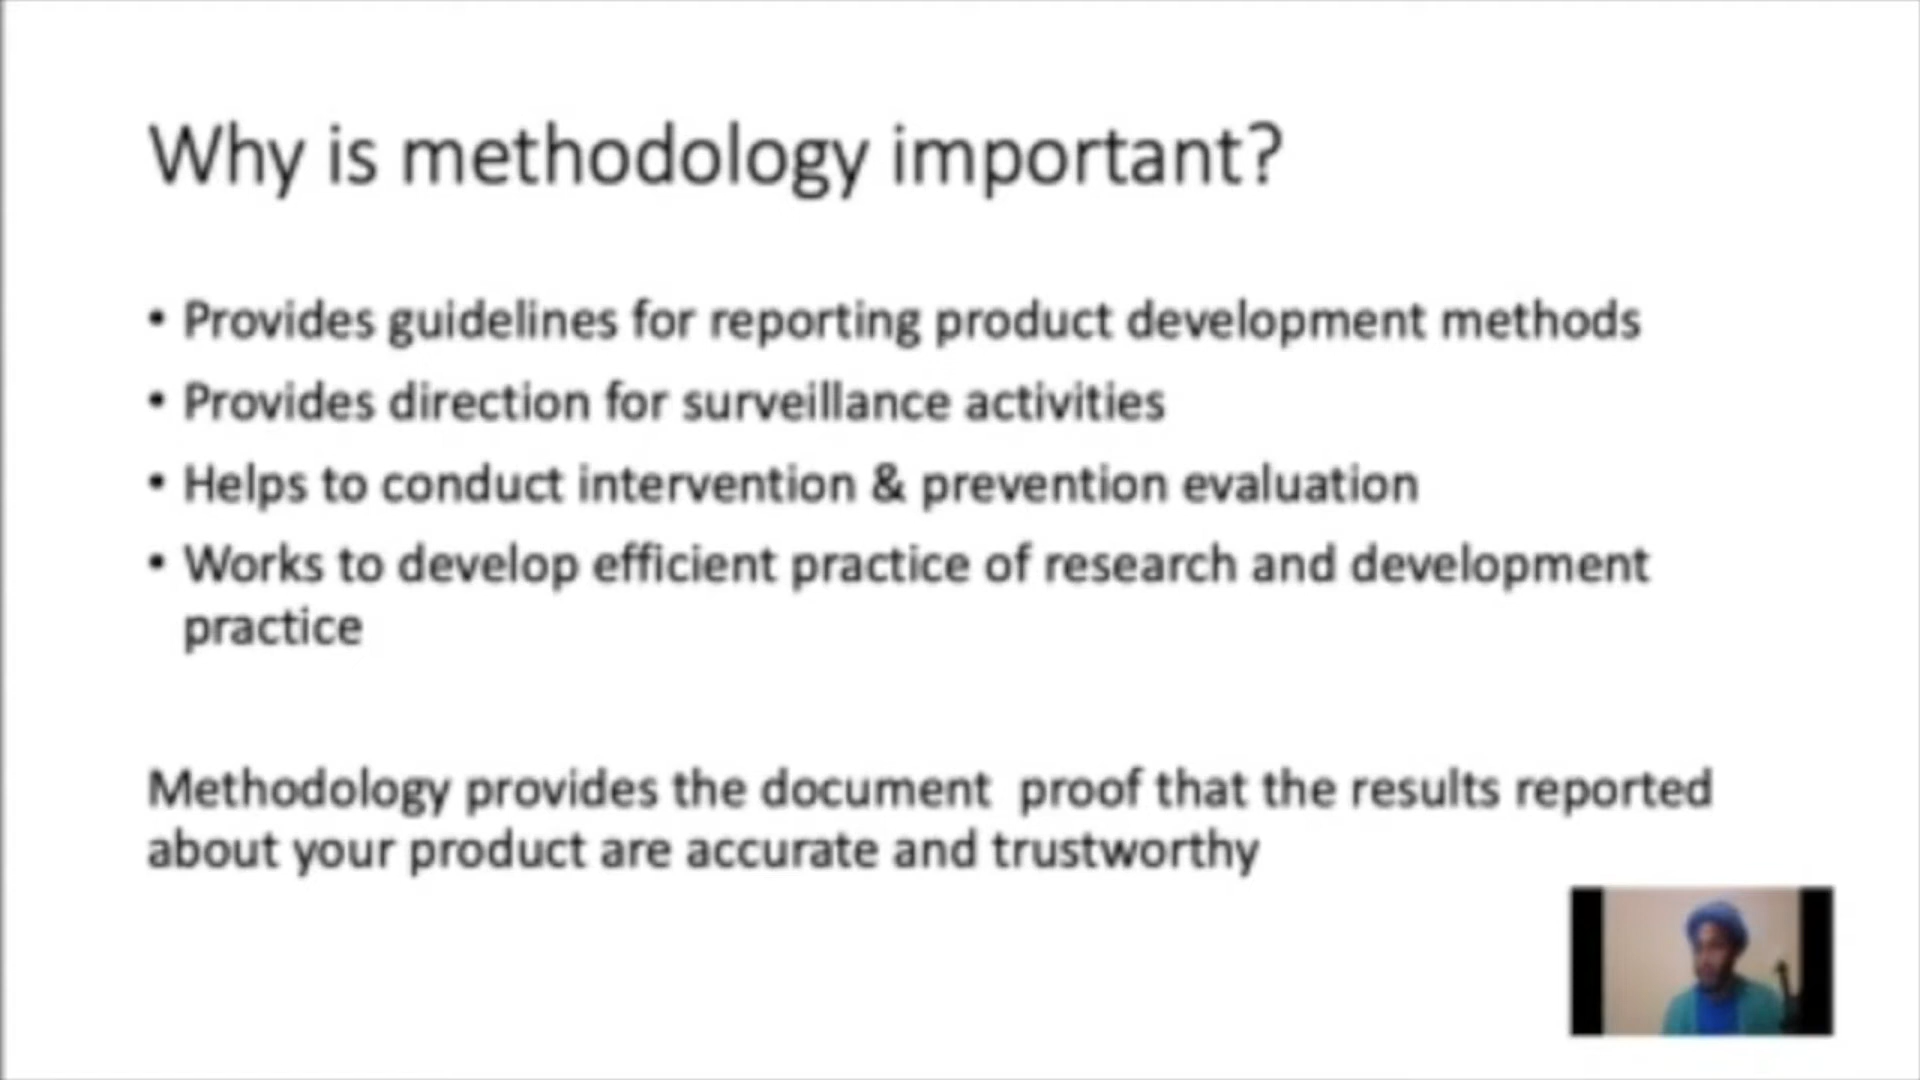 Why is methodology important?
• Provides guidelines for reporting product development methods
• Provides direction for surveillance activities
• Helps to conduct intervention & prevention evaluation
• Works to develop efficient practice of research and development
practice
Methodology provides the document  proof that the results reported
about your product are accurate and trustworthy